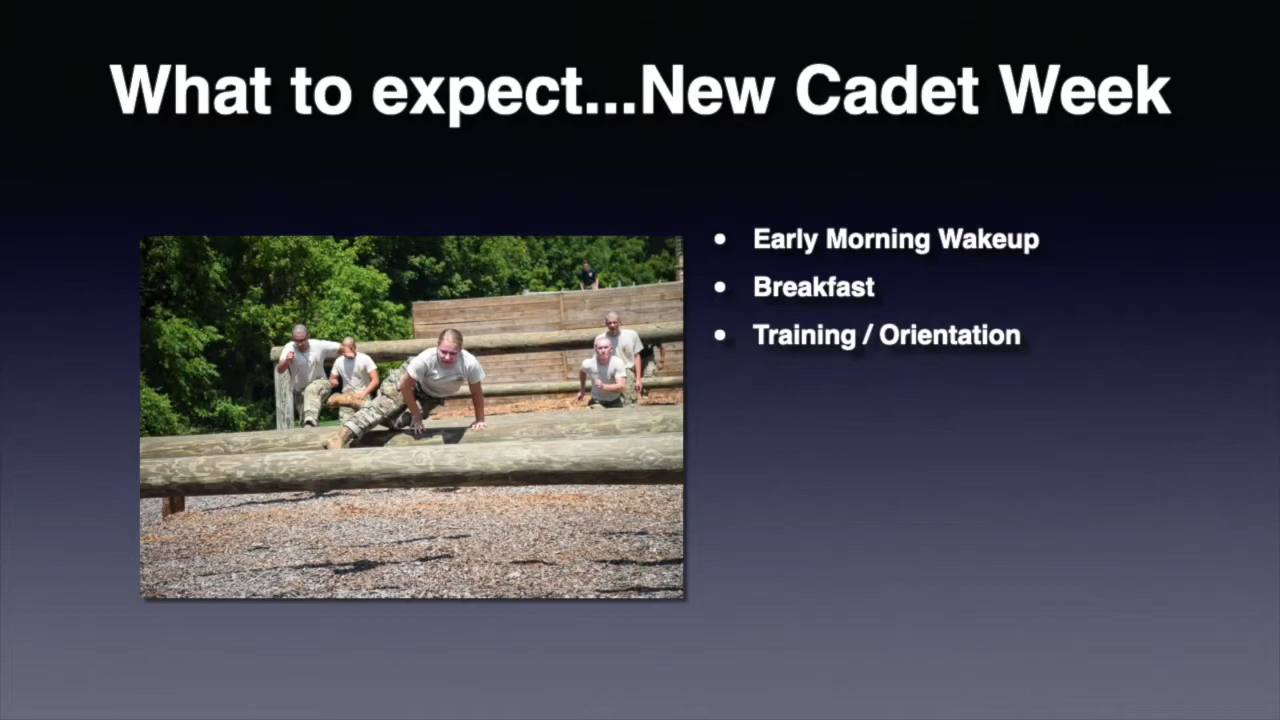 What to expect...New Cadet Week
• Early Morning Wakeup
• Breakfast
• Training / Orientation